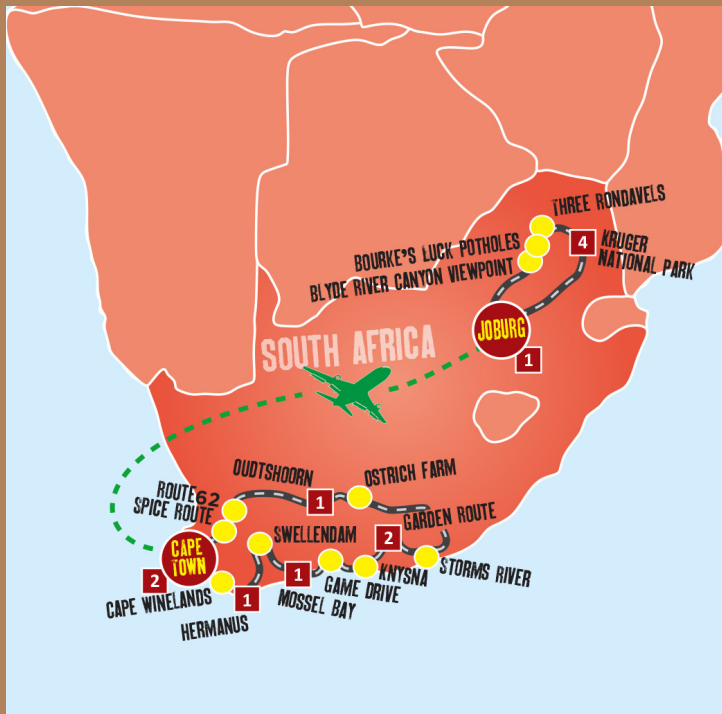 THREE RONDAVELS
BOURKE'S LUCK POTHOLES
4
KRUGER
NATIONAL PARK
BLYDE RIVER CANYON VIEWPOINT
JOBURG
1
SOUTH AFRICA
OUDTSHOORN
OSTRICH FARM
ROUTE62
1
SPICE ROUTE
GARDEN ROUTE
SWELLENDAM
2
CAPE
TOWN
2
STORMS RIVER
KNYSNA
1
GAME DRIVE
CAPE WINELANDS
1
MOSSEL BAY
HERMANUS